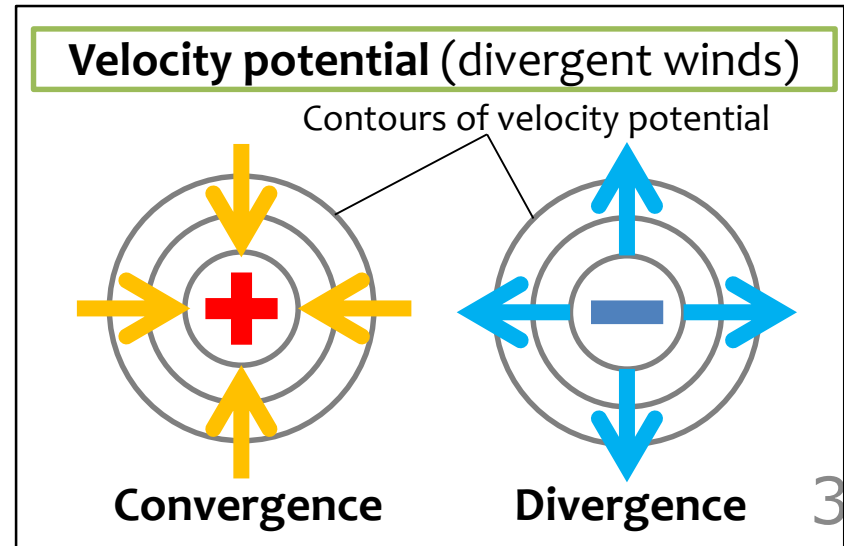 Velocity potential (divergent winds)
Contours of velocity potential
Convergence
Divergence
3